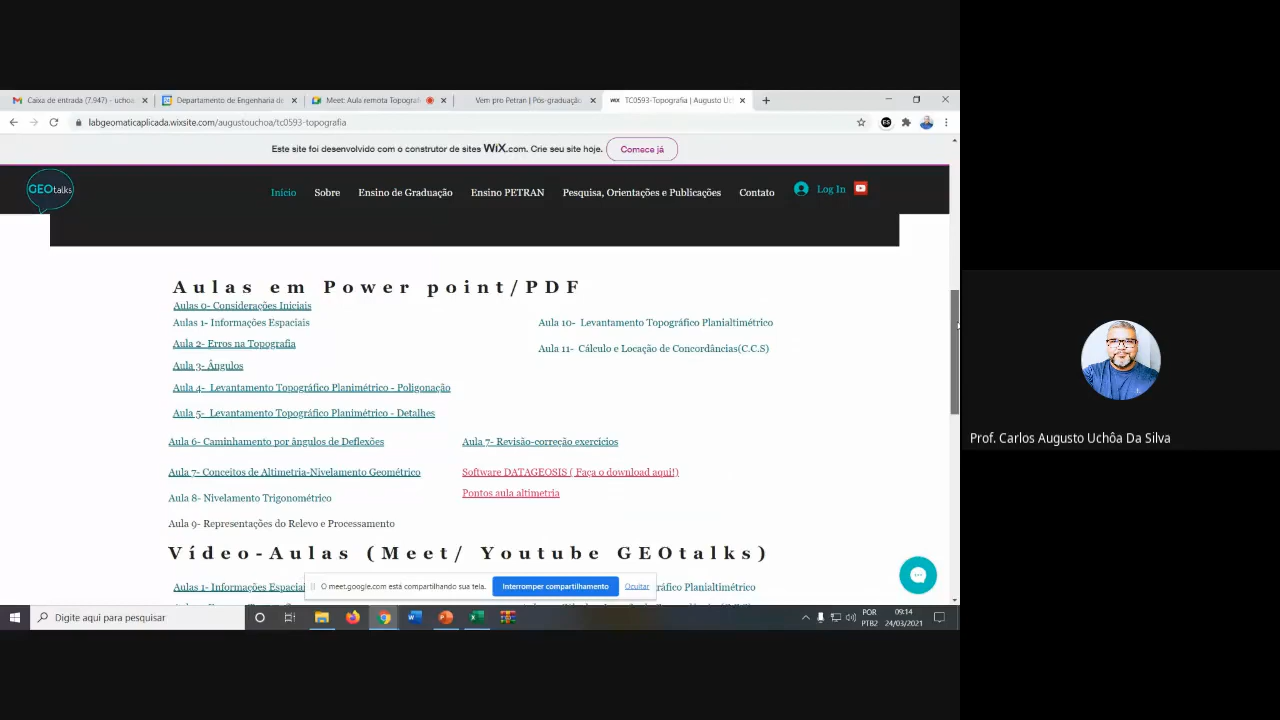 Caixa de entrada (7.947) - uchoa
Departamento de Engenharia de
Meet: Aula remota Topogra
Vem pro Petran | Pós-graduação
WIX TC0593-Topografia | Augusto Uc
labgeomaticaplicada.wixsite.com/augustouchoa/tc0593-topografia
Este site foi desenvolvido com o construtor de sites WiX.com. Crie seu site hoje.
Comece já
GEOtalks
Início
Sobre
Ensino de Graduação
Ensino PETRAN
Pesquisa, Orientações e Publicações
Contato
Log In
Aulas em Power point/PDF
Aulas 0- Considerações Iniciais
Aulas 1- Informações Espaciais
Aula 10- Levantamento Topográfico Planialtimétrico
Aula 2- Erros na Topografia
Aula 11- Cálculo e Locação de Concordâncias(C.C.S)
Aula 3- Ângulos
Aula 4- Levantamento Topográfico Planimétrico - Poligonação
Aula 5- Levantamento Topográfico Planimétrico - Detalhes
Aula 6- Caminhamento por ângulos de Deflexões
Aula 7- Revisão-correção exercícios
Aula 7- Conceitos de Altimetria-Nivelamento Geométrico
Software DATAGEOSIS ( Faça o download aqui!)
Pontos aula altimetria
Aula 8- Nivelamento Trigonométrico
Aula 9- Representações do Relevo e Processamento
Vídeo-Aulas (Meet/ Youtube GEOtalks)
Aulas 1- Informações Espaciai
ráfico Planialtimétrico
O meet.google.com está compartilhando sua tela.
Interromper compartilhamento
Ocultar
Digite aqui para pesquisar
POR
PTB2
09:14
24/03/2021
Prof. Carlos Augusto Uchôa Da Silva